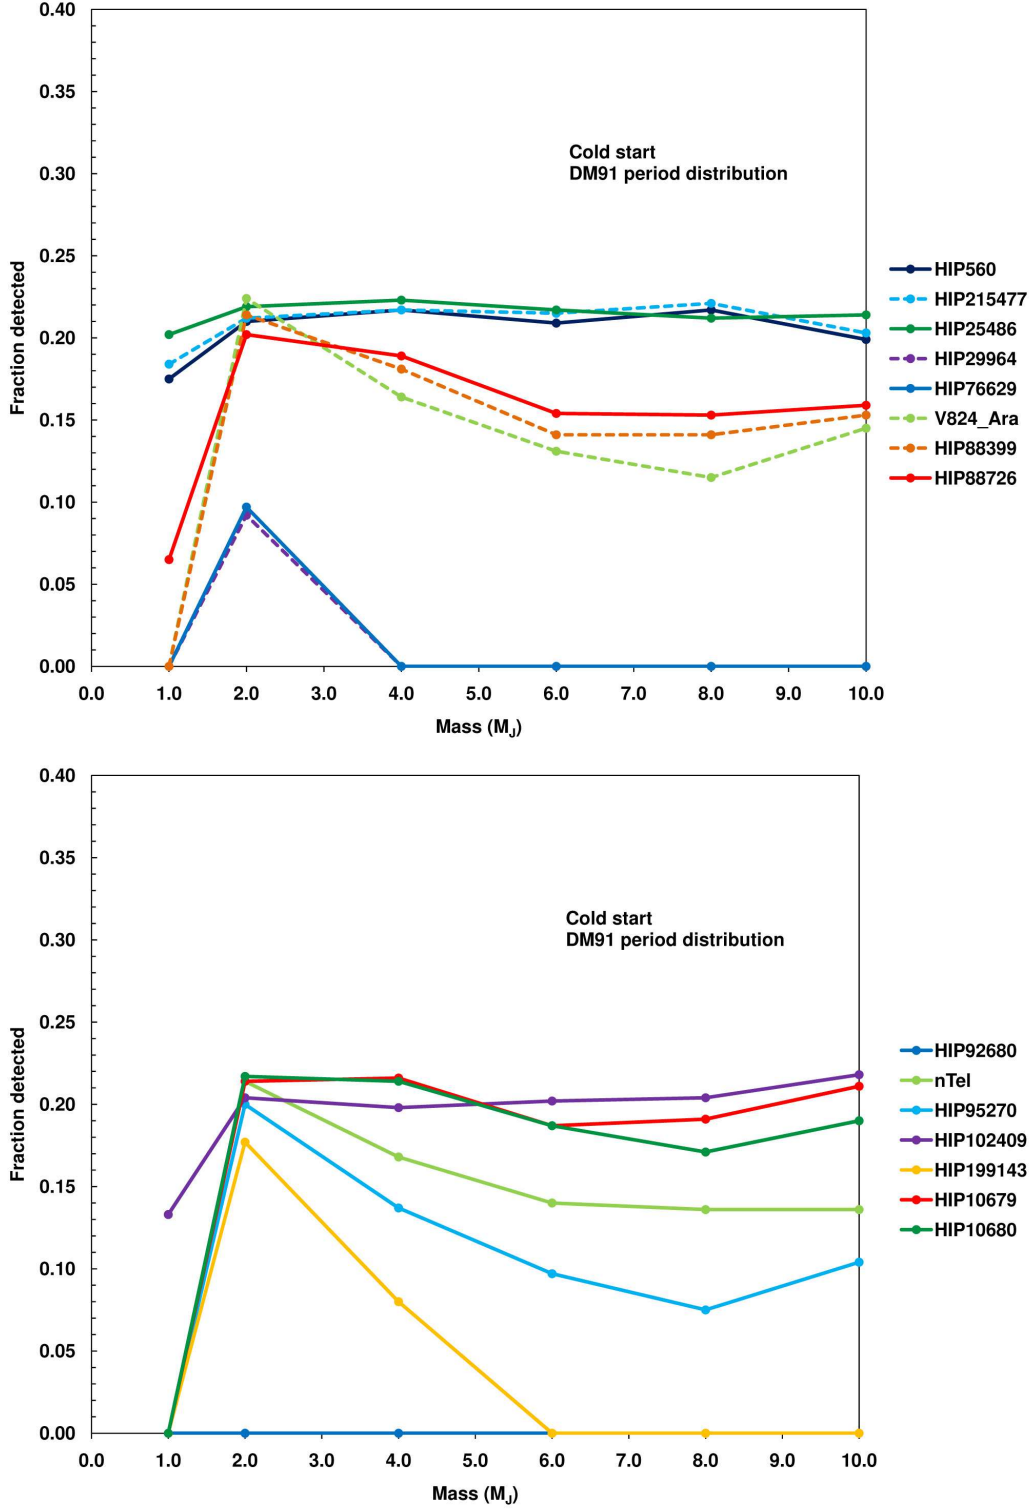 0.40
0.35
0.30
0.25
0.20
0.15
0.10
0.05
0.00
Fraction detected
Cold start
DM91 period distribution
HIP560
HIP215477
HIP25486
HIP29964
HIP76629
V824_Ara
HIP88399
HIP88726
0.0 1.0 2.0 3.0 4.0 5.0 6.0 7.0 8.0 9.0 10.0
Mass (MJ)
0.40
0.35
0.30
0.25
0.20
0.15
0.10
0.05
0.00
Fraction detected
Cold start
DM91 period distribution
HIP92680
nTel
HIP95270
HIP102409
HIP199143
HIP10679
HIP10680
0.0 1.0 2.0 3.0 4.0 5.0 6.0 7.0 8.0 9.0 10.0
Mass (MJ)